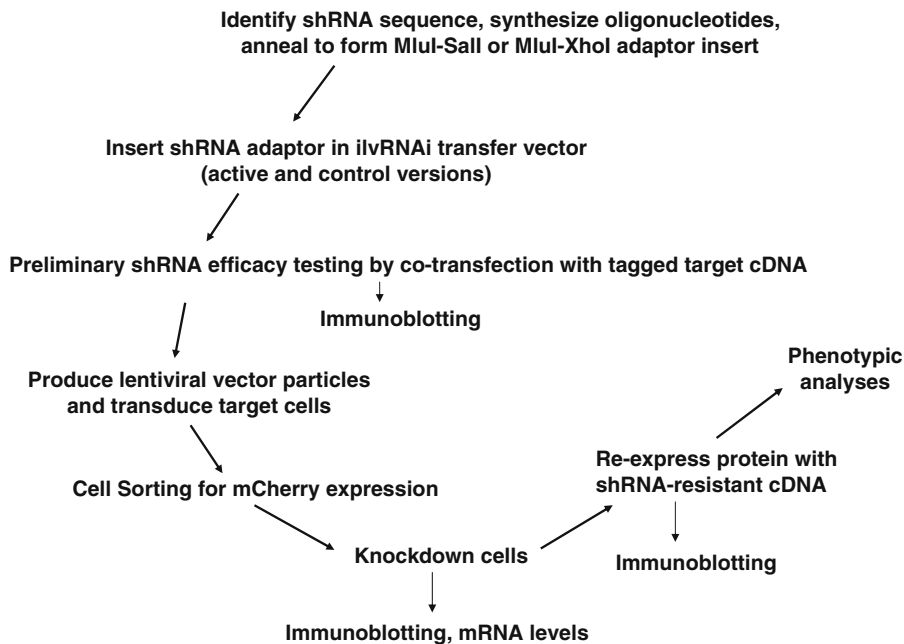 Identify shRNA sequence, synthesize oligonucleotides,
anneal to form MluI-SalI or MluI-XhoI adaptor insert
Insert shRNA adaptor in ilvRNAi transfer vector
(active and control versions)
Preliminary shRNA efficacy testing by co-transfection with tagged target cDNA
Immunoblotting
Produce lentiviral vector particles
and transduce target cells
Cell Sorting for mCherry expression
Knockdown cells
Immunoblotting, mRNA levels
Re-express protein with
shRNA-resistant cDNA
Immunoblotting
Phenotypic
analyses